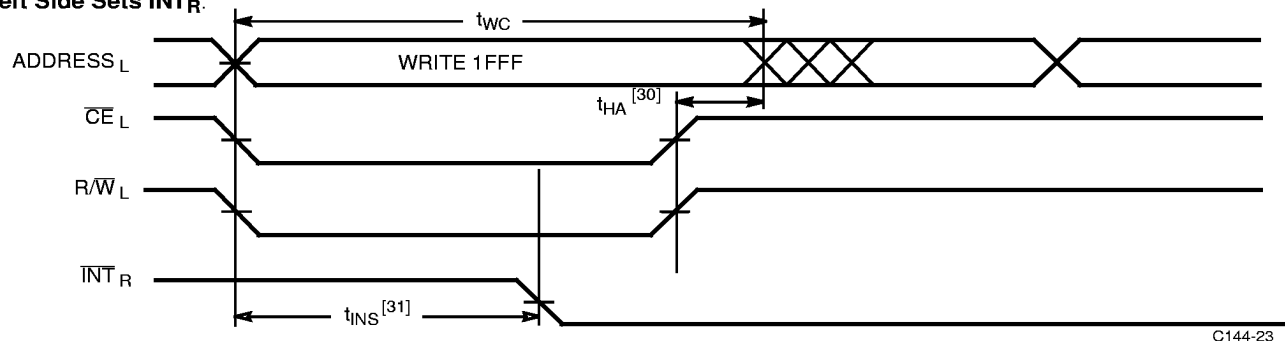 eft Side Sets INTR.
tWC
ADDRESS L
WRITE 1FFF
tHA [30]
CE L
R/W L
INT R
tINS [31]
C144-23